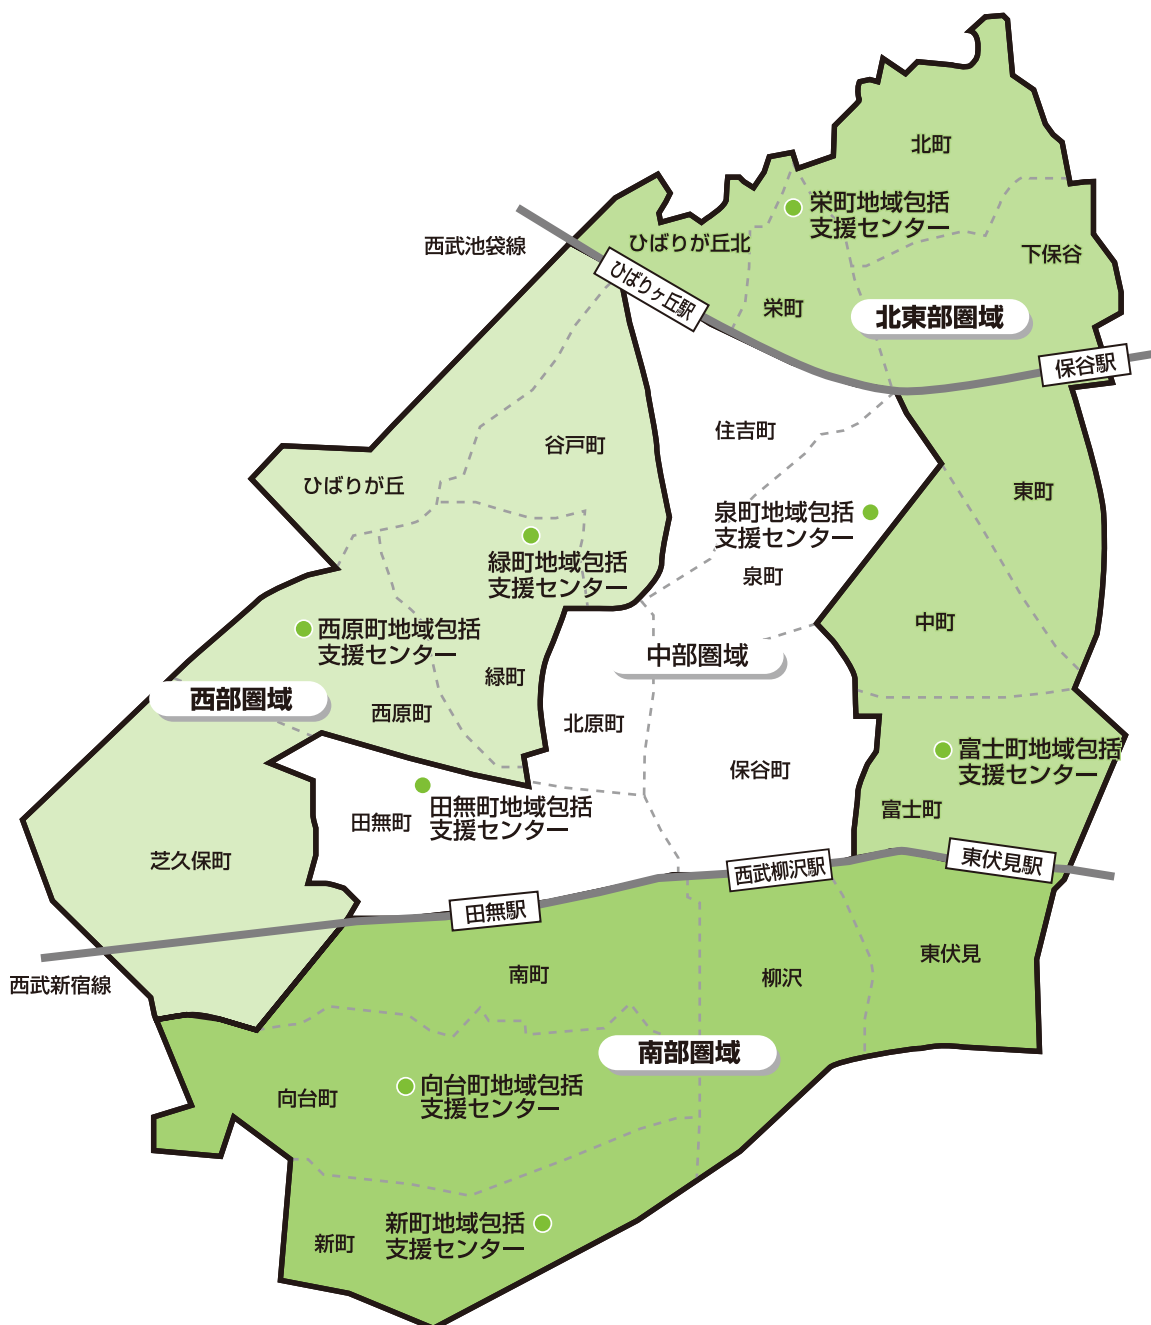 北町
栄町地域包括
支援センター
ひばりが丘北
西武池袋線
下保谷
ひばりヶ丘駅
栄町
北東部圏域
保谷駅
住吉町
谷戸町
ひばりが丘
東町
泉町地域包括
支援センター
緑町地域包括
支援センター
泉町
中町
西原町地域包括
支援センター
中部圏域
緑町
西部圏域
西原町
北原町
保谷町
富士町地域包括
支援センター
田無町地域包括
支援センター
田無町
富士町
芝久保町
東伏見駅
西武柳沢駅
田無駅
東伏見
南町
柳沢
西武新宿線
南部圏域
向台町
向台町地域包括
支援センター
新町地域包括
支援センター
新町